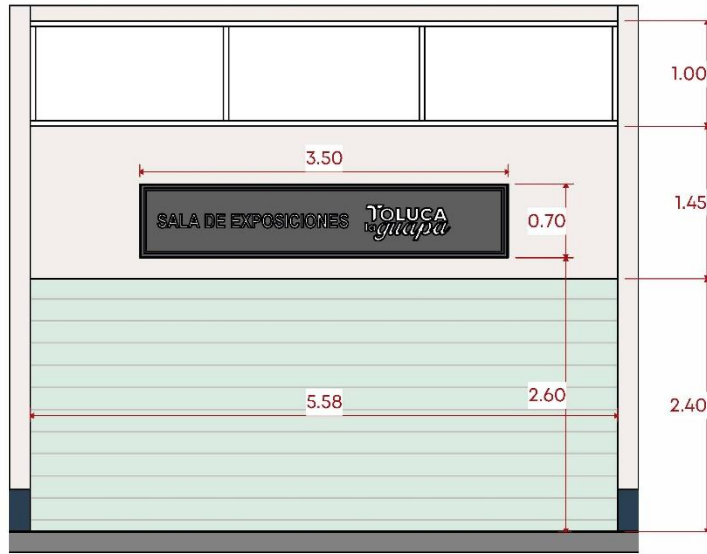 1.00
3.50
1.45
SALA DE EXPOSICIONES
TOLUCA
la guapa
0.70
2.60
5.58
2.40